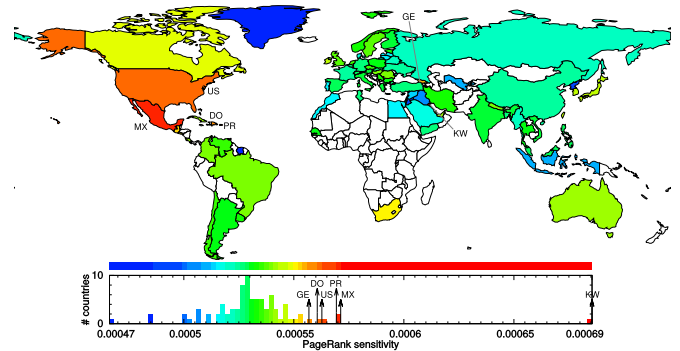 GE
US
DO
PR
MX
KW
10
0
# countries
GE
DO
US
PR
MX
KW
0.00047
0.0005
0.00055
0.0006
0.00065
0.00069
PageRank sensitivity